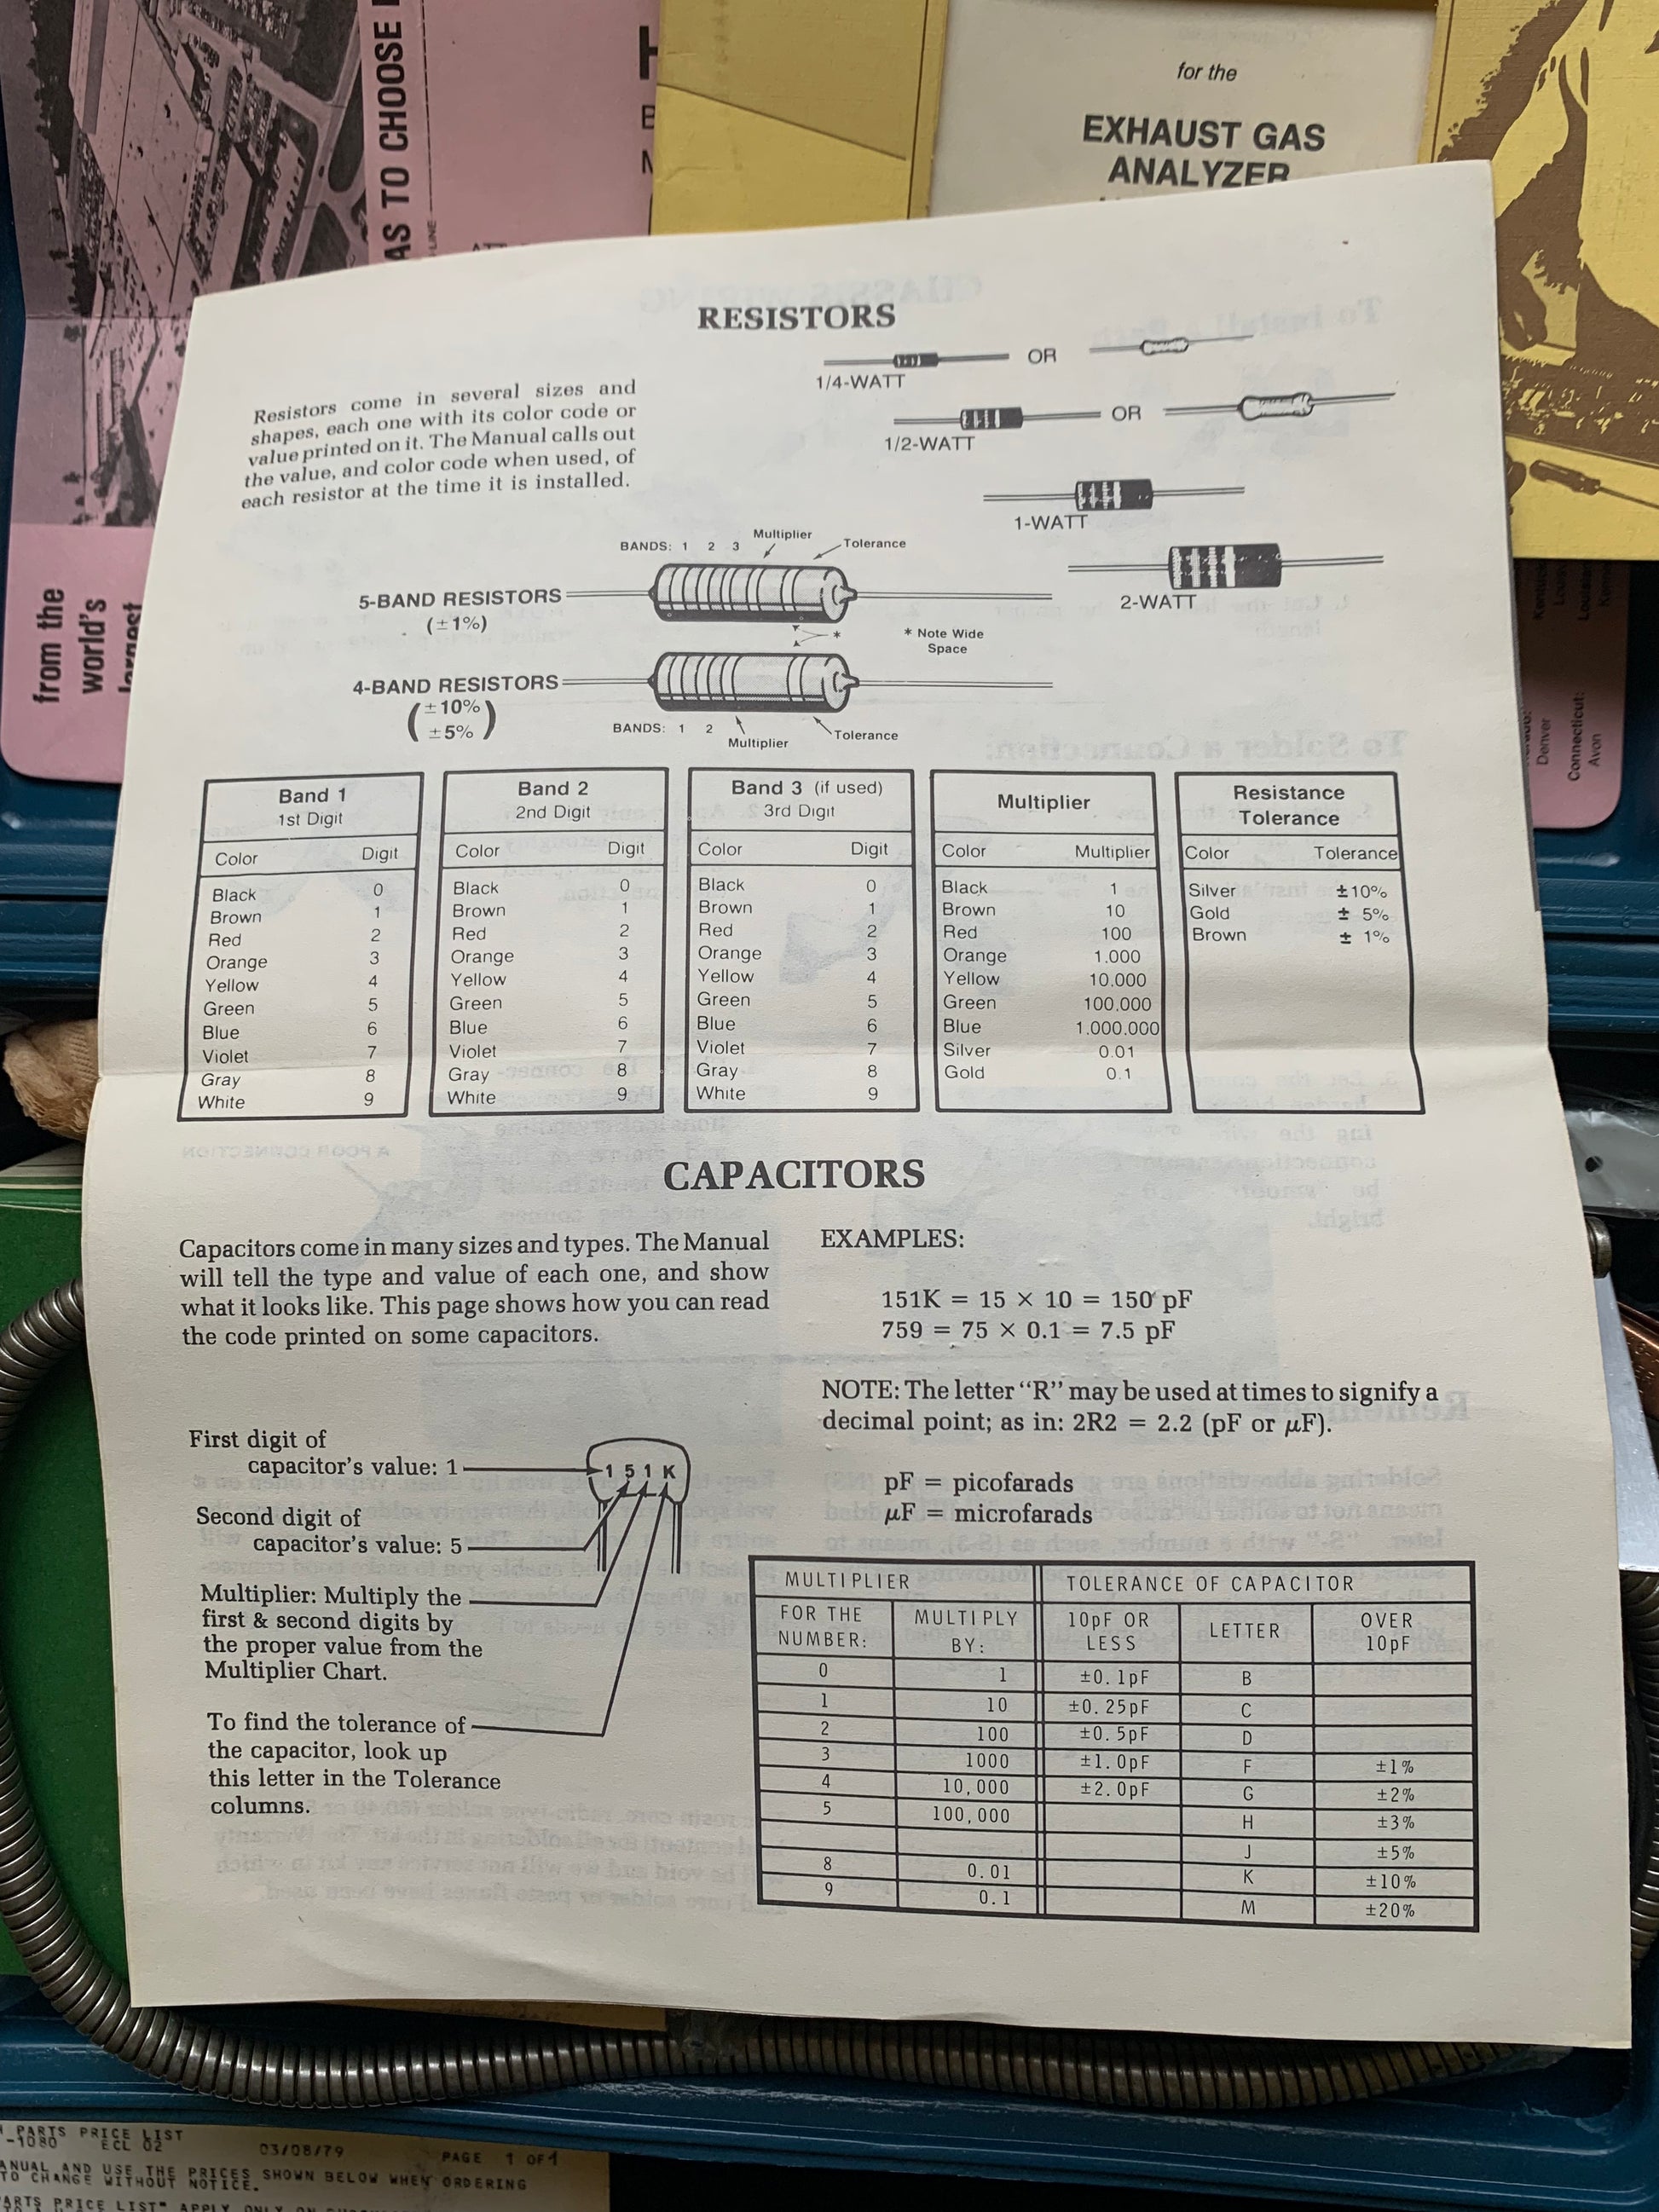 AS TO CHOOSE
LINE
from the
world's
largest
for the
EXHAUST GAS
ANALYZER
RESISTORS
Resistors come in several sizes and
shapes, each one with its color code or
value printed on it. The Manual calls out
the value, and color code when used, of
each resistor at the time it is installed.
OR
1/4-WATT
OR
1/2-WATT
1-WATT
2-WATT
BANDS: 1 2 3 Multiplier Tolerance
5-BAND RESISTORS
(±1%)
*
* Note Wide
Space
4-BAND RESISTORS
(±10%
±5%)
BANDS: 1 2 Multiplier Tolerance
Band 1
1st Digit
Color Digit
Black 0
Brown 1
Red 2
Orange 3
Yellow 4
Green 5
Blue 6
Violet 7
Gray 8
White 9
Band 2
2nd Digit
Color Digit
Black 0
Brown 1
Red 2
Orange 3
Yellow 4
Green 5
Blue 6
Violet 7
Gray 8
White 9
Band 3 (if used)
3rd Digit
Color Digit
Black 0
Brown 1
Red 2
Orange 3
Yellow 4
Green 5
Blue 6
Violet 7
Gray 8
White 9
Multiplier
Color Multiplier
Black 1
Brown 10
Red 100
Orange 1.000
Yellow 10.000
Green 100,000
Blue 1.000.000
Silver 0.01
Gold 0.1
Resistance
Tolerance
Color Tolerance
Silver ±10%
Gold ± 5%
Brown ± 1%
CAPACITORS
Capacitors come in many sizes and types. The Manual
will tell the type and value of each one, and show
what it looks like. This page shows how you can read
the code printed on some capacitors.
EXAMPLES:
151K = 15 × 10 = 150 pF
759 = 75 × 0.1 = 7.5 pF
NOTE: The letter “R” may be used at times to signify a
decimal point; as in: 2R2 = 2.2 (pF or μF).
pF = picofarads
μF = microfarads
First digit of
capacitor's value: 1
151K
Second digit of
capacitor's value: 5
Multiplier: Multiply the
first & second digits by
the proper value from the
Multiplier Chart.
To find the tolerance of
the capacitor, look up
this letter in the Tolerance
columns.
MULTIPLIER TOLERANCE OF CAPACITOR
FOR THE NUMBER: MULTIPLY BY: 10pF OR LESS LETTER OVER 10pF
0 1 ±0.1pF B
1 10 ±0.25pF C
2 100 ±0.5pF D
3 1000 ±1.0pF F ±1%
4 10,000 ±2.0pF G ±2%
5 100,000 H ±3%
J ±5%
8 0.01 K ±10%
9 0.1 M ±20%
Denver
Connecticut:
Avon
PARTS PRICE LIST
-1080 ECL 02 03/08/79 PAGE 1 OF 1
ANUAL AND USE THE PRICES SHOWN BELOW WHEN ORDERING
TO CHANGE WITHOUT NOTICE.
PARTS PRICE LIST" APPLY ONLY ON